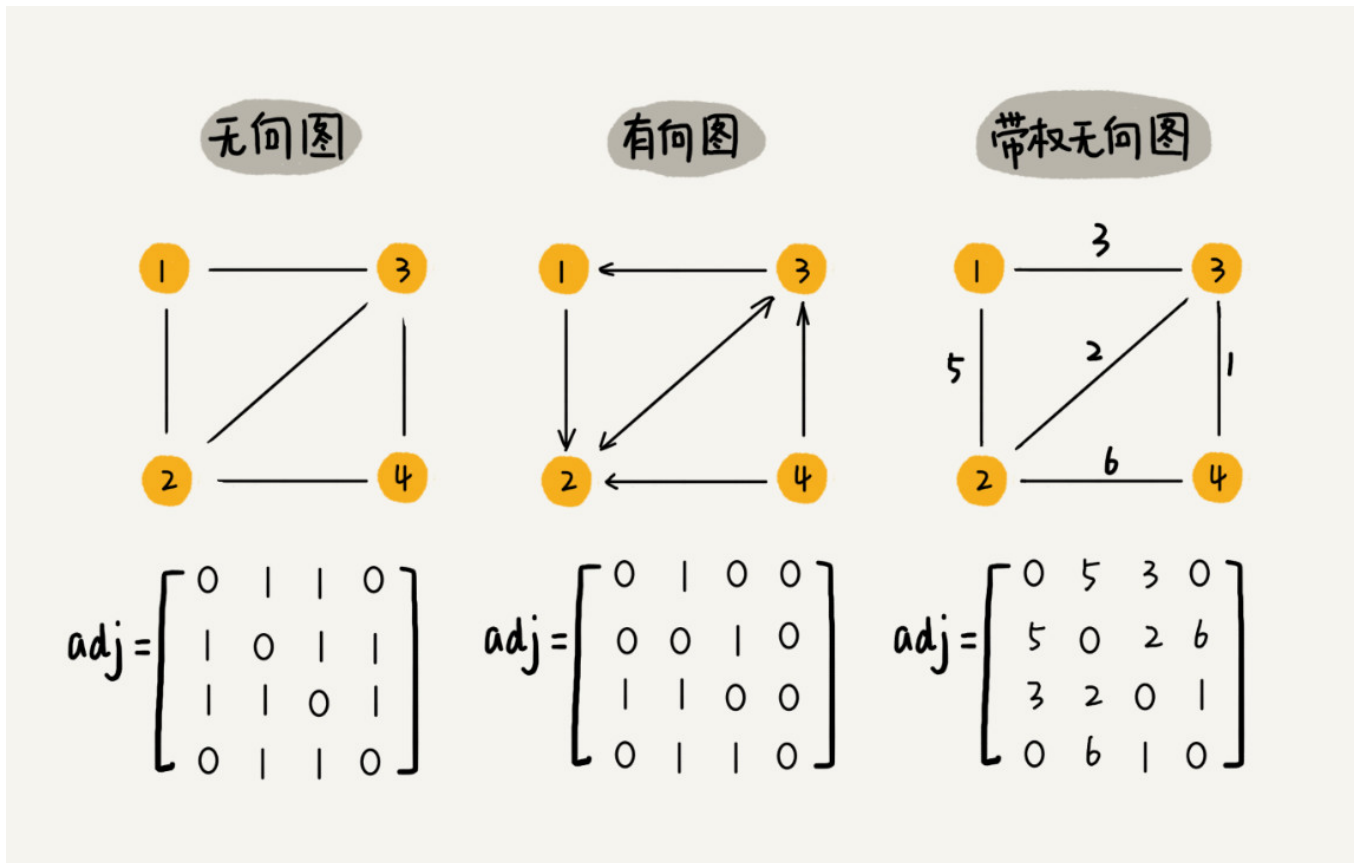 无向图 有向图 带权无向图
1 3 1 3 1 3 3
5 2 1
2 4 2 4 2 6 4
adj= 0 1 1 0
1 0 1 1
1 1 0 1
0 1 1 0
adj= 0 1 0 0
0 0 1 0
1 1 0 0
0 1 1 0
adj= 0 5 3 0
5 0 2 6
3 2 0 1
0 6 1 0